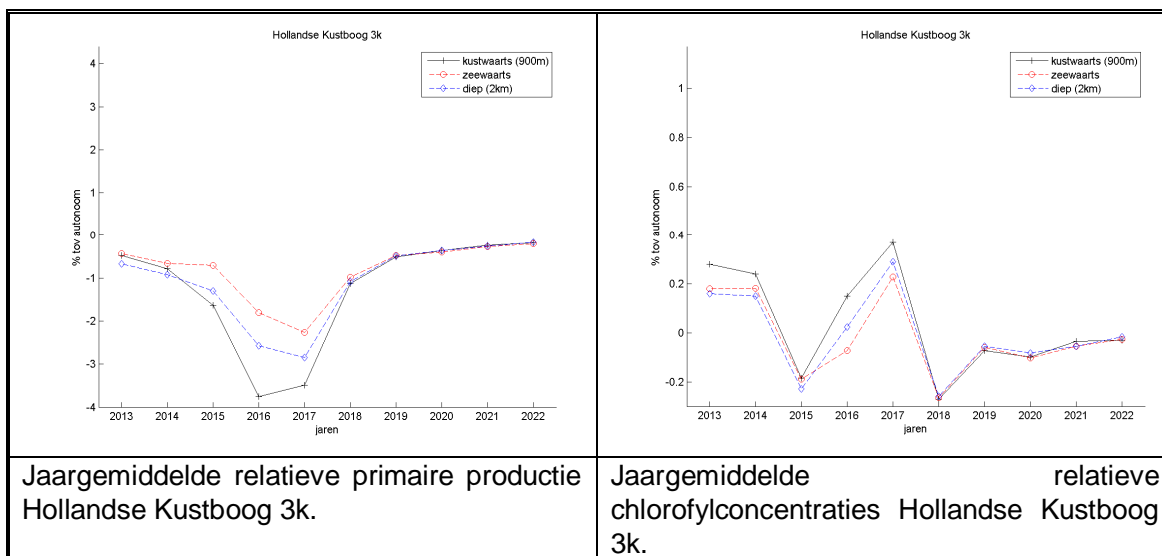 Hollandse Kustboog 3k
kustwaarts (900m)
zeewaarts
diep (2km)
4
3
2
1
0
-1
-2
-3
-4
% tov autonoom
2013 2014 2015 2016 2017 2018 2019 2020 2021 2022
jaren
Hollandse Kustboog 3k
kustwaarts (900m)
zeewaarts
diep (2km)
1
0.8
0.6
0.4
0.2
0
-0.2
% tov autonoom
2013 2014 2015 2016 2017 2018 2019 2020 2021 2022
jaren
Jaargemiddelde relatieve primaire productie
Hollandse Kustboog 3k.
Jaargemiddelde relatieve
chlorofylconcentraties Hollandse Kustboog
3k.